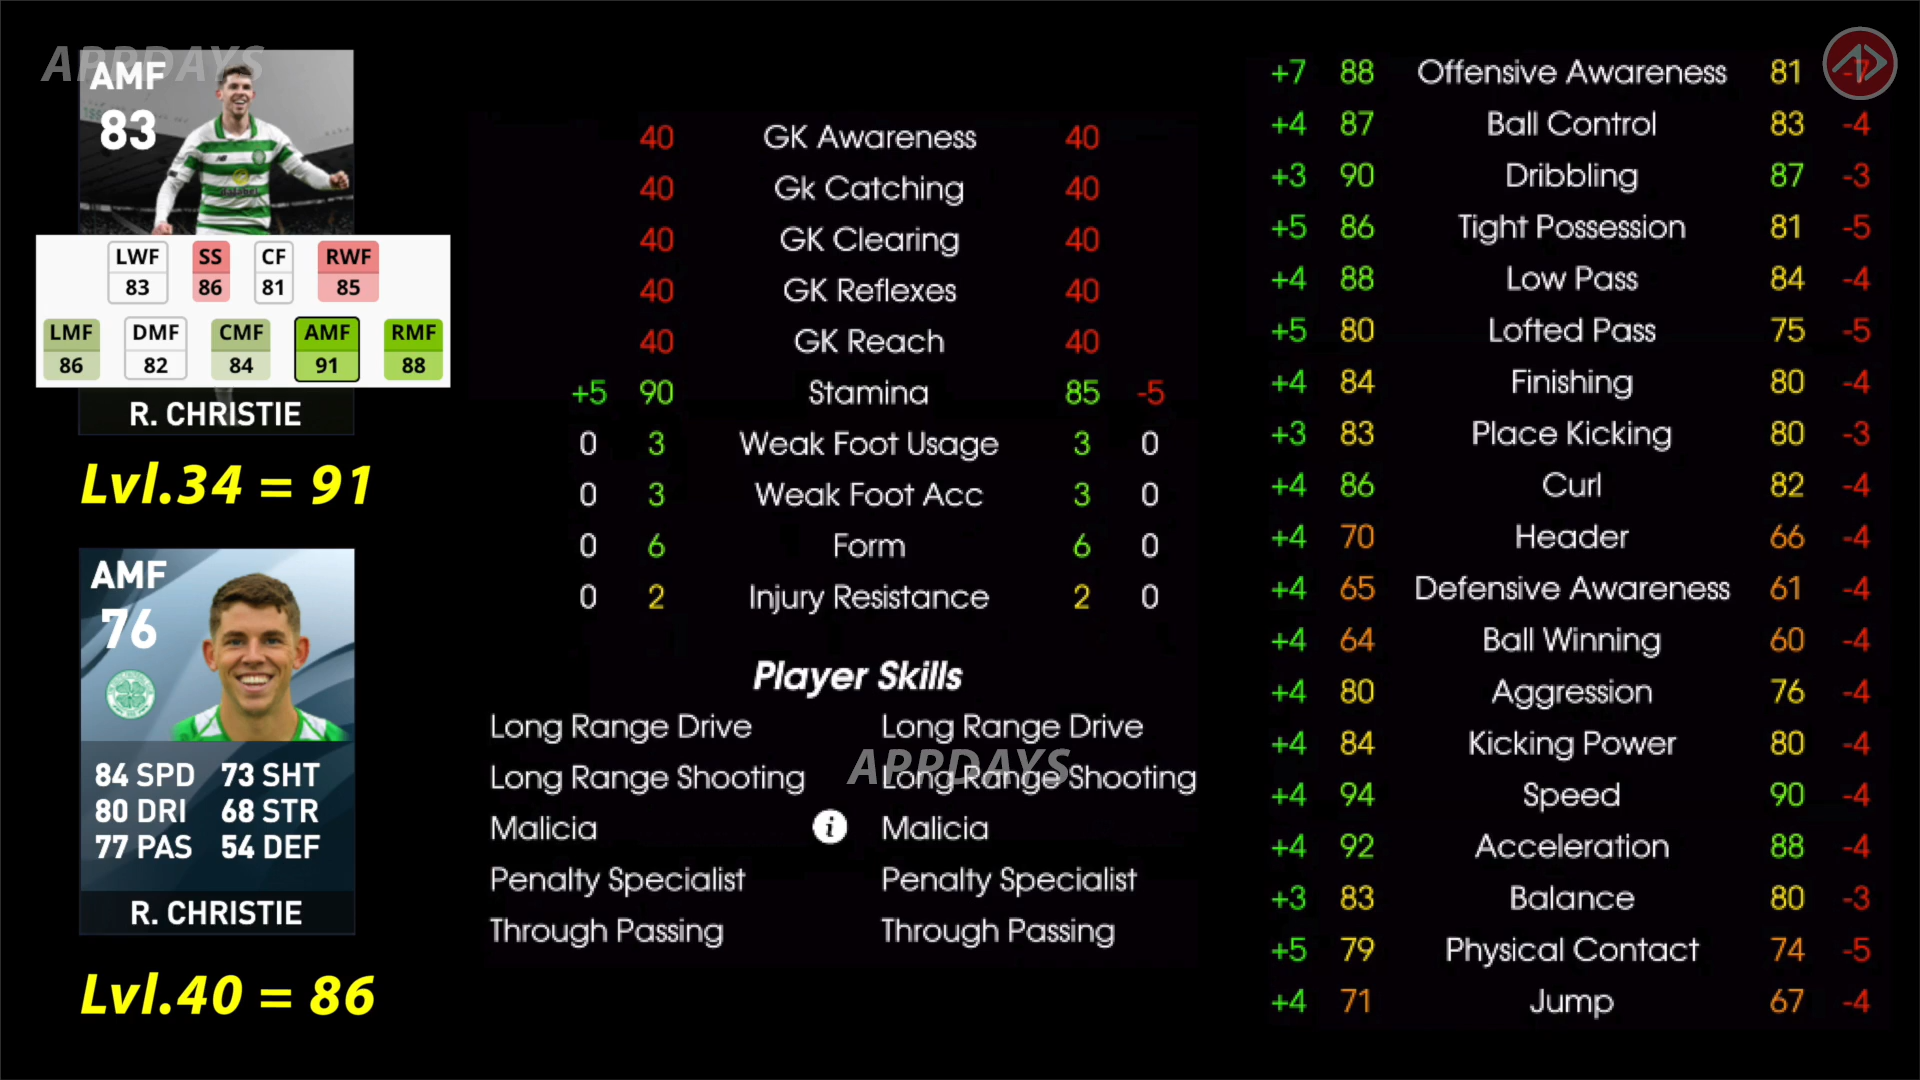 APPDAYS
AMF
83
LWF SS CF RWF
83 86 81 85
LMF DMF CMF AMF RMF
86 82 84 91 88
R. CHRISTIE
Lvl.34 = 91
AMF
76
84 SPD 73 SHT
80 DRI 68 STR
77 PAS 54 DEF
R. CHRISTIE
Lvl.40 = 86
40 GK Awareness 40
40 Gk Catching 40
40 GK Clearing 40
40 GK Reflexes 40
40 GK Reach 40
+5 90 Stamina 85 -5
0 3 Weak Foot Usage 3 0
0 3 Weak Foot Acc 3 0
0 6 Form 6 0
0 2 Injury Resistance 2 0
Player Skills
Long Range Drive Long Range Drive
APPDAYS
Long Range Shooting Long Range Shooting
Malicia i Malicia
Penalty Specialist Penalty Specialist
Through Passing Through Passing
+7 88 Offensive Awareness 81 -7
+4 87 Ball Control 83 -4
+3 90 Dribbling 87 -3
+5 86 Tight Possession 81 -5
+4 88 Low Pass 84 -4
+5 80 Lofted Pass 75 -5
+4 84 Finishing 80 -4
+3 83 Place Kicking 80 -3
+4 86 Curl 82 -4
+4 70 Header 66 -4
+4 65 Defensive Awareness 61 -4
+4 64 Ball Winning 60 -4
+4 80 Aggression 76 -4
+4 84 Kicking Power 80 -4
+4 94 Speed 90 -4
+4 92 Acceleration 88 -4
+3 83 Balance 80 -3
+5 79 Physical Contact 74 -5
+4 71 Jump 67 -4